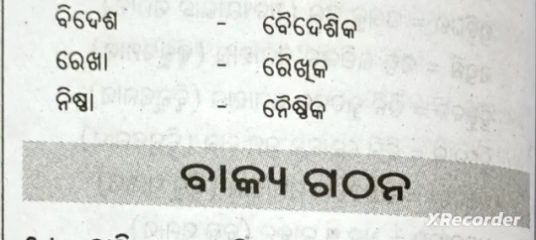 ବିଦେଶ - ବୈଦେଶିକ
ରେଖା - ରୈଖିକ
ନିଷ୍ଠା - ନୈଷ୍ଠିକ
ବାକ୍ୟ ଗଠନ
XRecorder